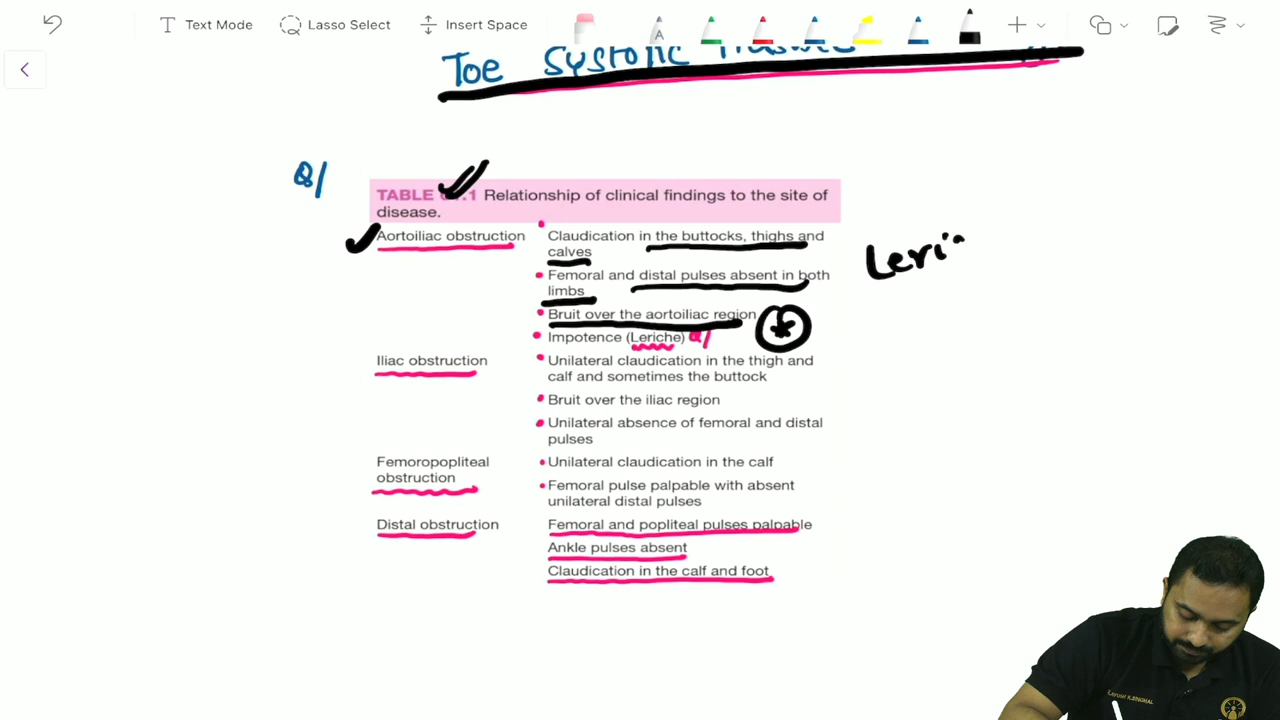 Text Mode Lasso Select Insert Space
A
Toe Systolic
Q/
TABLE Relationship of clinical findings to the site of
disease.
Aortoiliac obstruction Claudication in the buttocks, thighs and
calves
Femoral and distal pulses absent in both
limbs
Bruit over the aortoiliac region
Impotence (Leriche) Q/
Leri
Iliac obstruction Unilateral claudication in the thigh and
calf and sometimes the buttock
Bruit over the iliac region
Unilateral absence of femoral and distal
pulses
Femoropopliteal Unilateral claudication in the calf
obstruction Femoral pulse palpable with absent
unilateral distal pulses
Distal obstruction Femoral and popliteal pulses palpable
Ankle pulses absent
Claudication in the calf and foot